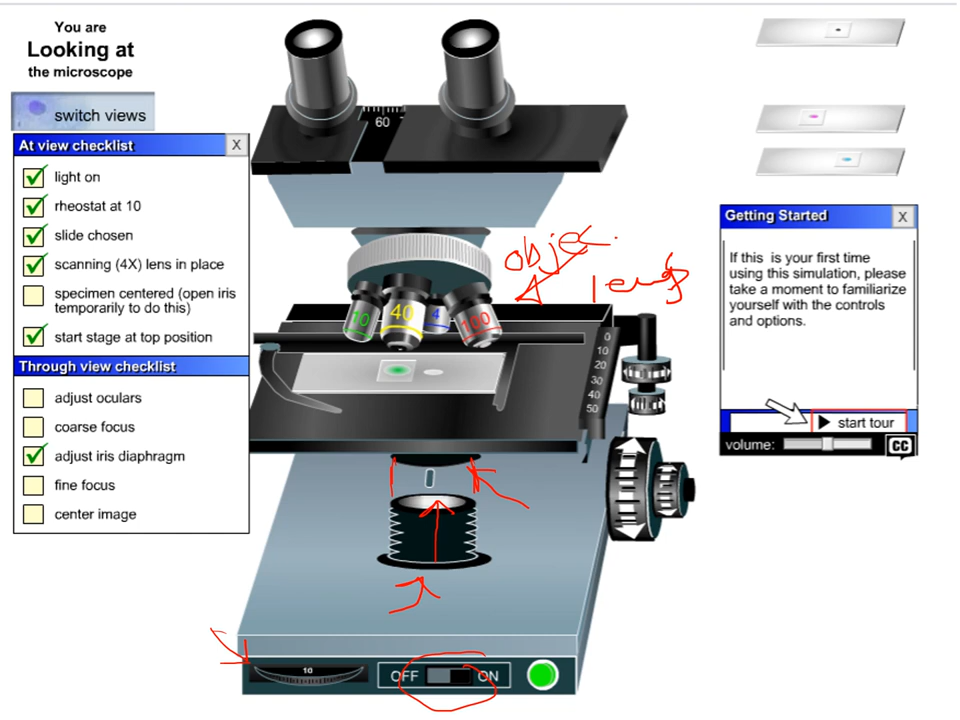 You are
Looking at
the microscope
switch views
At view checklist X
light on
rheostat at 10
slide chosen
scanning (4X) lens in place
specimen centered (open iris
temporarily to do this)
start stage at top position
Through view checklist
adjust oculars
coarse focus
adjust iris diaphragm
fine focus
center image
60
objec.
lens
10
40
4
100
0
10
20
30
40
50
10
OFF ON
Getting Started X
If this is your first time
using this simulation, please
take a moment to familiarize
yourself with the controls
and options.
start tour
volume: CC